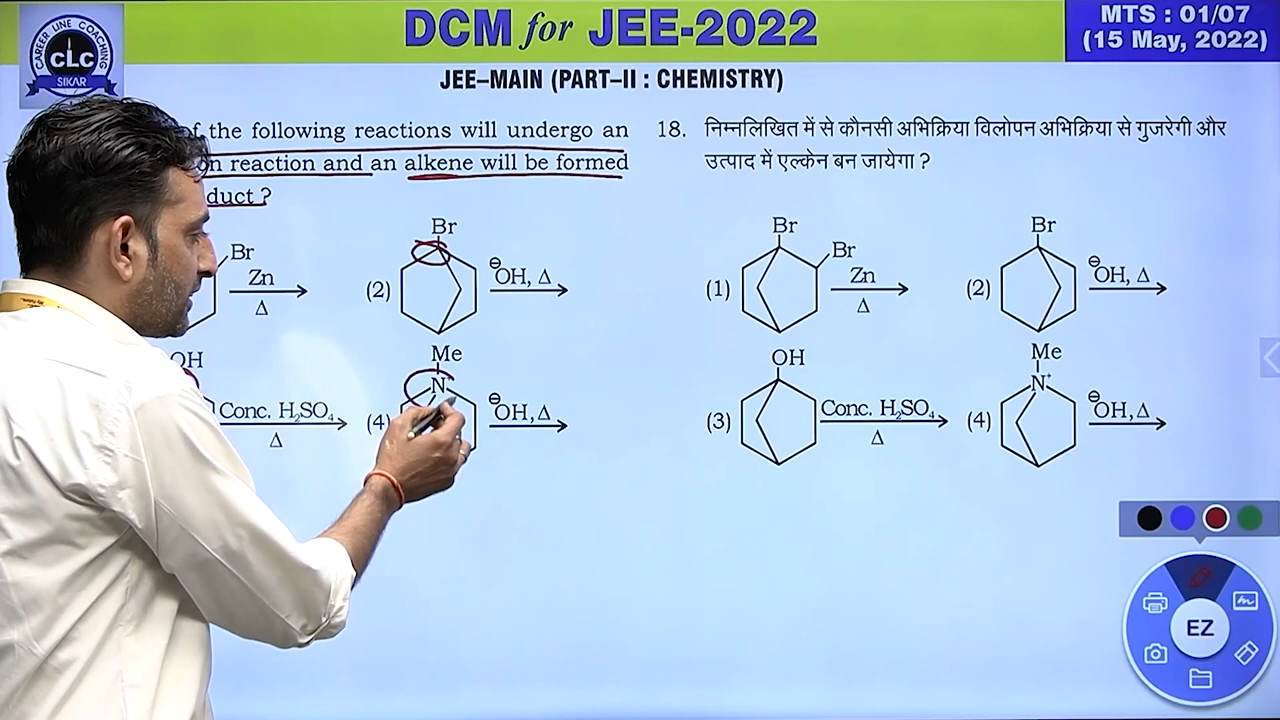 CAREER LINE COACHING
CLC
SIKAR
DCM for JEE-2022
MTS : 01/07
(15 May, 2022)
JEE–MAIN (PART–II : CHEMISTRY)
of the following reactions will undergo an
on reaction and an alkene will be formed
duct ?
Br
Zn
Δ
(2)
Br
⊖OH, Δ
OH
Conc. H₂SO₄
Δ
(4)
Me
N
⊖OH, Δ
18. निम्नलिखित में से कौनसी अभिक्रिया विलोपन अभिक्रिया से गुजरेगी और
उत्पाद में एल्केन बन जायेगा ?
(1)
Br
Br
Zn
Δ
(2)
Br
⊖OH, Δ
(3)
OH
Conc. H₂SO₄
Δ
(4)
Me
N⁺
⊖OH, Δ
EZ